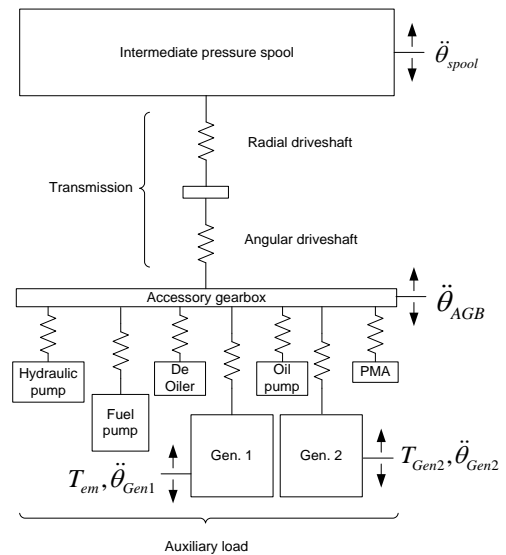 Intermediate pressure spool
θ̈spool
Radial driveshaft
Transmission
Angular driveshaft
Accessory gearbox
θ̈AGB
Hydraulic
pump
Fuel
pump
De
Oiler
Oil
pump
PMA
Gen. 1
Gen. 2
Tem, θ̈Gen1
TGen2, θ̈Gen2
Auxiliary load